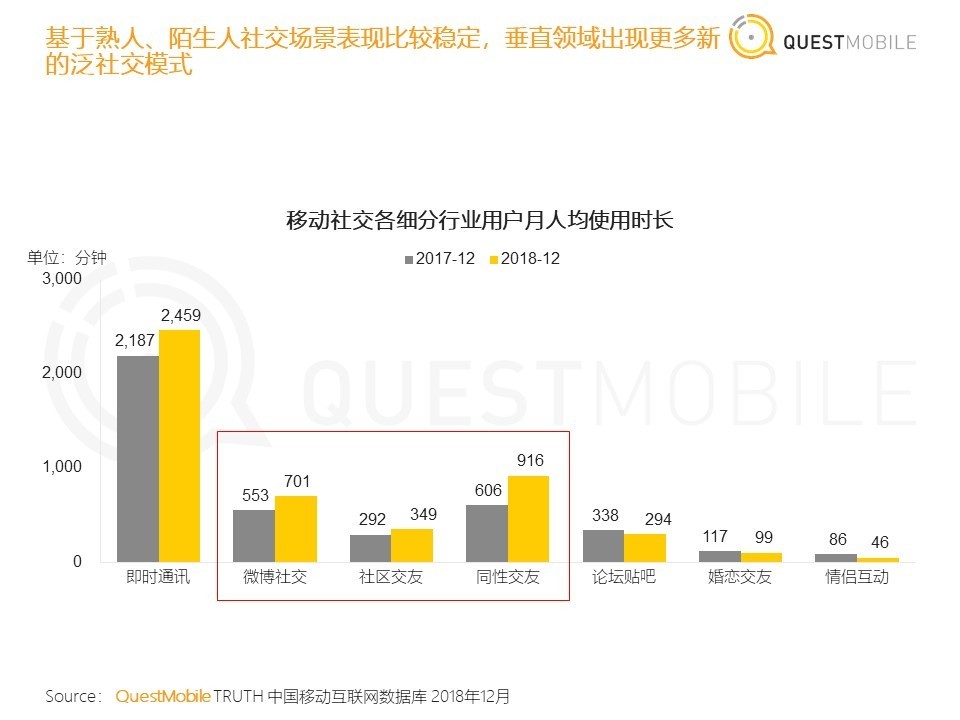 基于熟人、陌生人社交场景表现比较稳定，垂直领域出现更多新
的泛社交模式
QUESTMOBILE
移动社交各细分行业用户月人均使用时长
单位：分钟
2017-12 2018-12
3,000
2,000
1,000
0
2,187 2,459
553 701
292 349
606 916
338 294
117 99
86 46
即时通讯 微博社交 社区交友 同性交友 论坛贴吧 婚恋交友 情侣互动
QUESTMOBILE
Source： QuestMobile TRUTH 中国移动互联网数据库 2018年12月